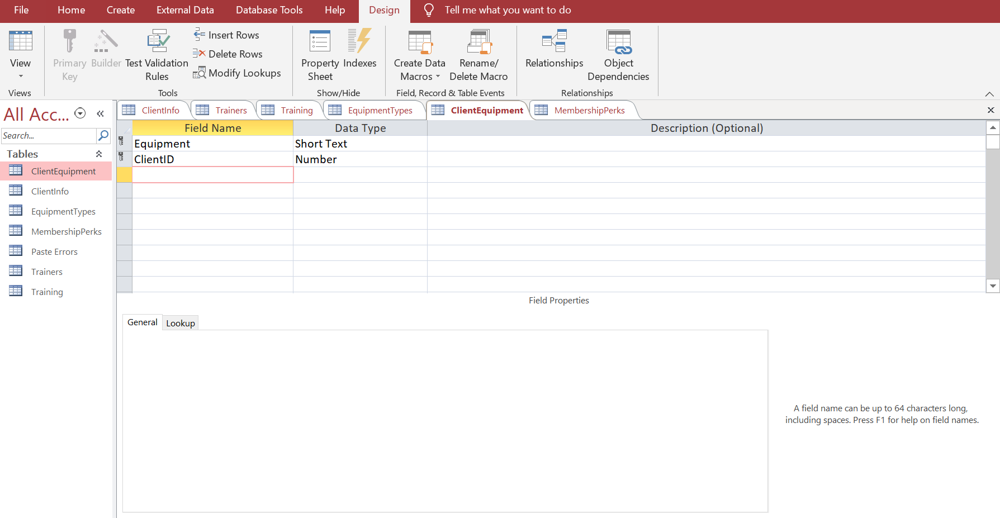 File Home Create External Data Database Tools Help Design Tell me what you want to do
View
Views
Primary Key
Builder
Test Validation Rules
Insert Rows
Delete Rows
Modify Lookups
Tools
Property Sheet
Indexes
Show/Hide
Create Data Macros
Rename/ Delete Macro
Field, Record & Table Events
Relationships
Object Dependencies
Relationships
All Acc...
Search...
Tables
ClientEquipment
ClientInfo
EquipmentTypes
MembershipPerks
Paste Errors
Trainers
Training
ClientInfo Trainers Training EquipmentTypes ClientEquipment MembershipPerks
Field Name Data Type Description (Optional)
Equipment Short Text
ClientID Number
Field Properties
General Lookup
A field name can be up to 64 characters long,
including spaces. Press F1 for help on field names.